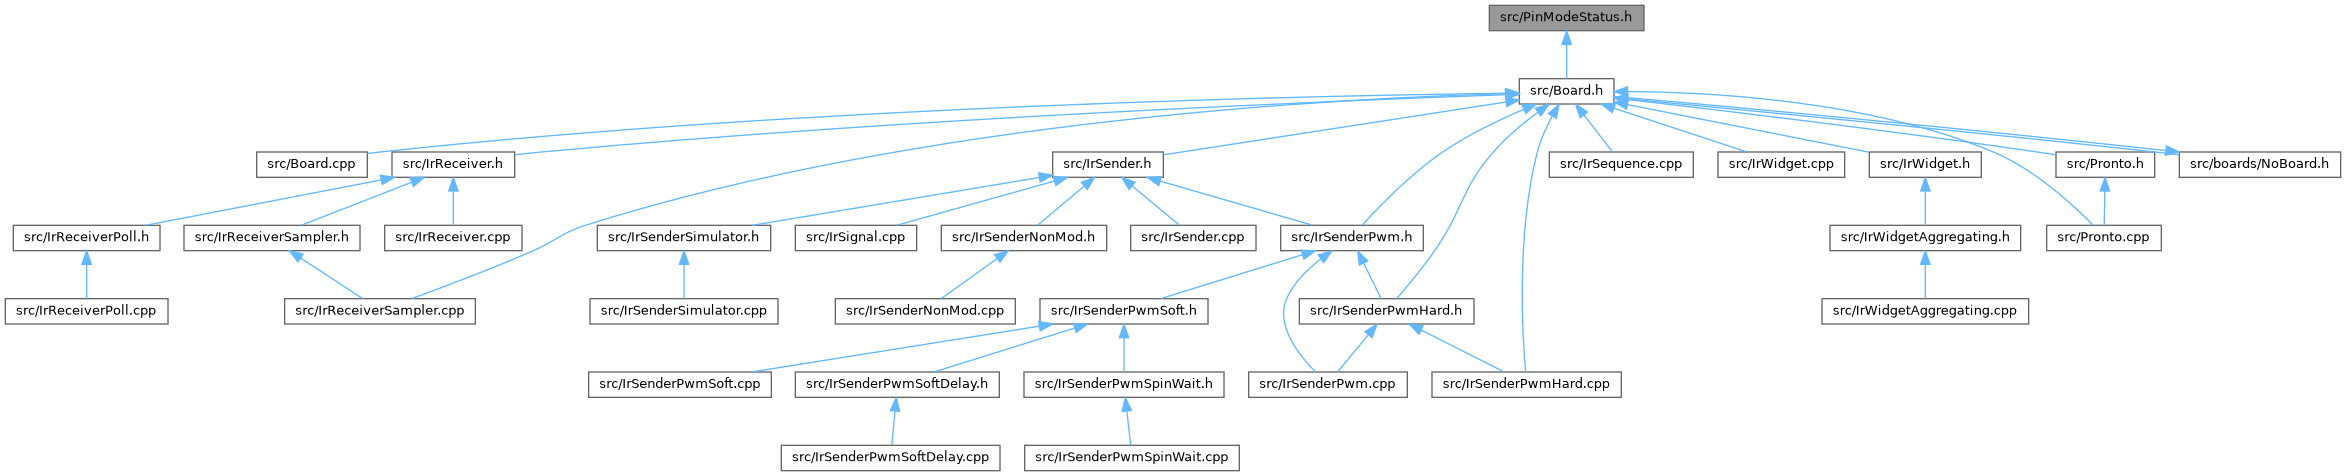 src/PinModeStatus.h
src/Board.h
src/Board.cpp
src/IrReceiver.h
src/IrSender.h
src/IrSequence.cpp
src/IrWidget.cpp
src/IrWidget.h
src/Pronto.h
src/boards/NoBoard.h
src/IrReceiverPoll.h
src/IrReceiverSampler.h
src/IrReceiver.cpp
src/IrSenderSimulator.h
src/IrSignal.cpp
src/IrSenderNonMod.h
src/IrSender.cpp
src/IrSenderPwm.h
src/IrWidgetAggregating.h
src/Pronto.cpp
src/IrReceiverPoll.cpp
src/IrReceiverSampler.cpp
src/IrSenderSimulator.cpp
src/IrSenderNonMod.cpp
src/IrSenderPwmSoft.h
src/IrSenderPwmHard.h
src/IrWidgetAggregating.cpp
src/IrSenderPwmSoft.cpp
src/IrSenderPwmSoftDelay.h
src/IrSenderPwmSpinWait.h
src/IrSenderPwm.cpp
src/IrSenderPwmHard.cpp
src/IrSenderPwmSoftDelay.cpp
src/IrSenderPwmSpinWait.cpp